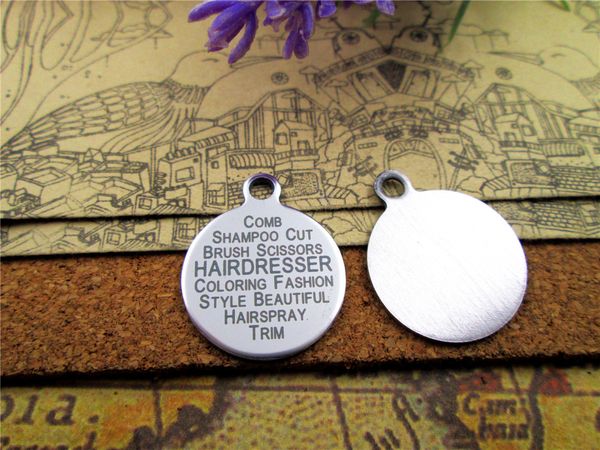 COMB
SHAMPOO CUT
BRUSH SCISSORS
HAIRDRESSER
COLORING FASHION
STYLE BEAUTIFUL
HAIRSPRAY
TRIM